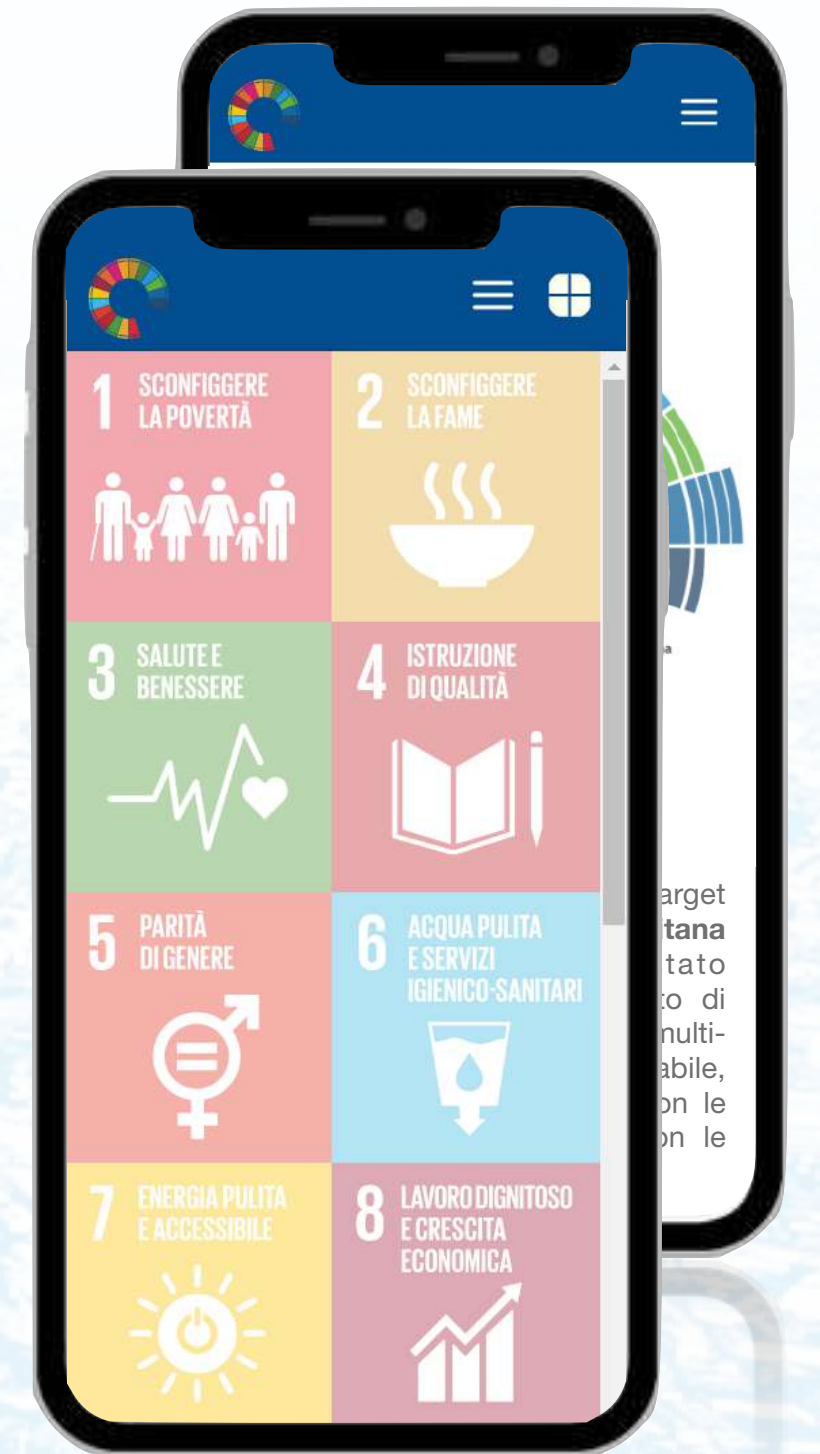 1 SCONFIGGERE
LA POVERTÀ
2 SCONFIGGERE
LA FAME
3 SALUTE E
BENESSERE
4 ISTRUZIONE
DI QUALITÀ
5 PARITÀ
DI GENERE
6 ACQUA PULITA
E SERVIZI
IGIENICO-SANITARI
7 ENERGIA PULITA
E ACCESSIBILE
8 LAVORO DIGNITOSO
E CRESCITA
ECONOMICA
arget
tana
tato
o di
multi-
abile,
on le
on le